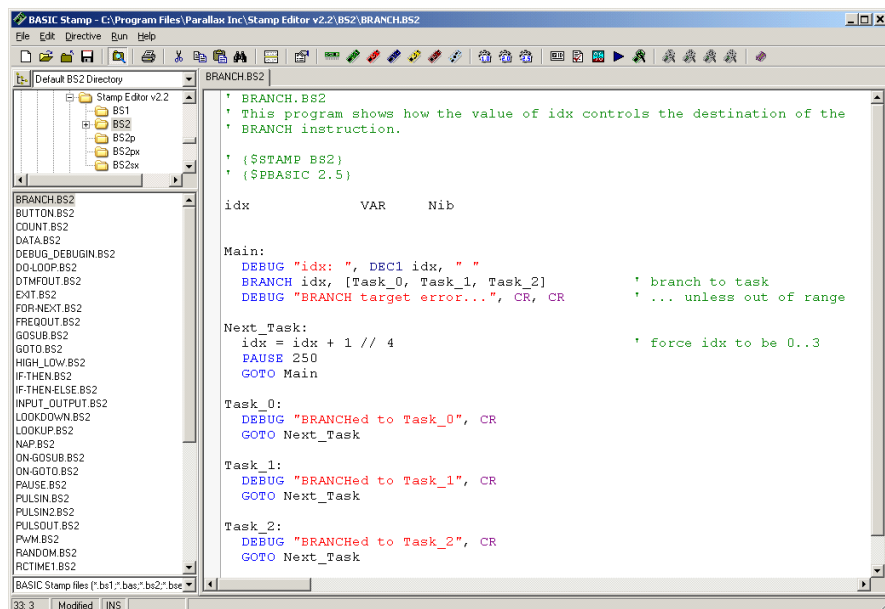 BASIC Stamp - C:\Program Files\Parallax Inc\Stamp Editor v2.2\BS2\BRANCH.BS2
File Edit Directive Run Help
Default BS2 Directory
Stamp Editor v2.2
BS1
BS2
BS2p
BS2px
BS2sx
BRANCH.BS2
BUTTON.BS2
COUNT.BS2
DATA.BS2
DEBUG_DEBUGIN.BS2
DO-LOOP.BS2
DTMFOUT.BS2
EXIT.BS2
FOR-NEXT.BS2
FREQOUT.BS2
GOSUB.BS2
GOTO.BS2
HIGH_LOW.BS2
IF-THEN.BS2
IF-THEN-ELSE.BS2
INPUT_OUTPUT.BS2
LOOKDOWN.BS2
LOOKUP.BS2
NAP.BS2
ON-GOSUB.BS2
ON-GOTO.BS2
PAUSE.BS2
PULSIN.BS2
PULSIN2.BS2
PULSOUT.BS2
PWM.BS2
RANDOM.BS2
RCTIME1.BS2
BASIC Stamp files (*.bs1;*.bas;*.bs2;*.bse
BRANCH.BS2
' BRANCH.BS2
' This program shows how the value of idx controls the destination of the
' BRANCH instruction.
' {$STAMP BS2}
' {$PBASIC 2.5}
idx VAR Nib
Main:
DEBUG "idx: ", DEC1 idx, " "
BRANCH idx, [Task_0, Task_1, Task_2] ' branch to task
DEBUG "BRANCH target error...", CR, CR ' ... unless out of range
Next_Task:
idx = idx + 1 // 4 ' force idx to be 0..3
PAUSE 250
GOTO Main
Task_0:
DEBUG "BRANCHed to Task_0", CR
GOTO Next_Task
Task_1:
DEBUG "BRANCHed to Task_1", CR
GOTO Next_Task
Task_2:
DEBUG "BRANCHed to Task_2", CR
GOTO Next_Task
33: 3 Modified INS